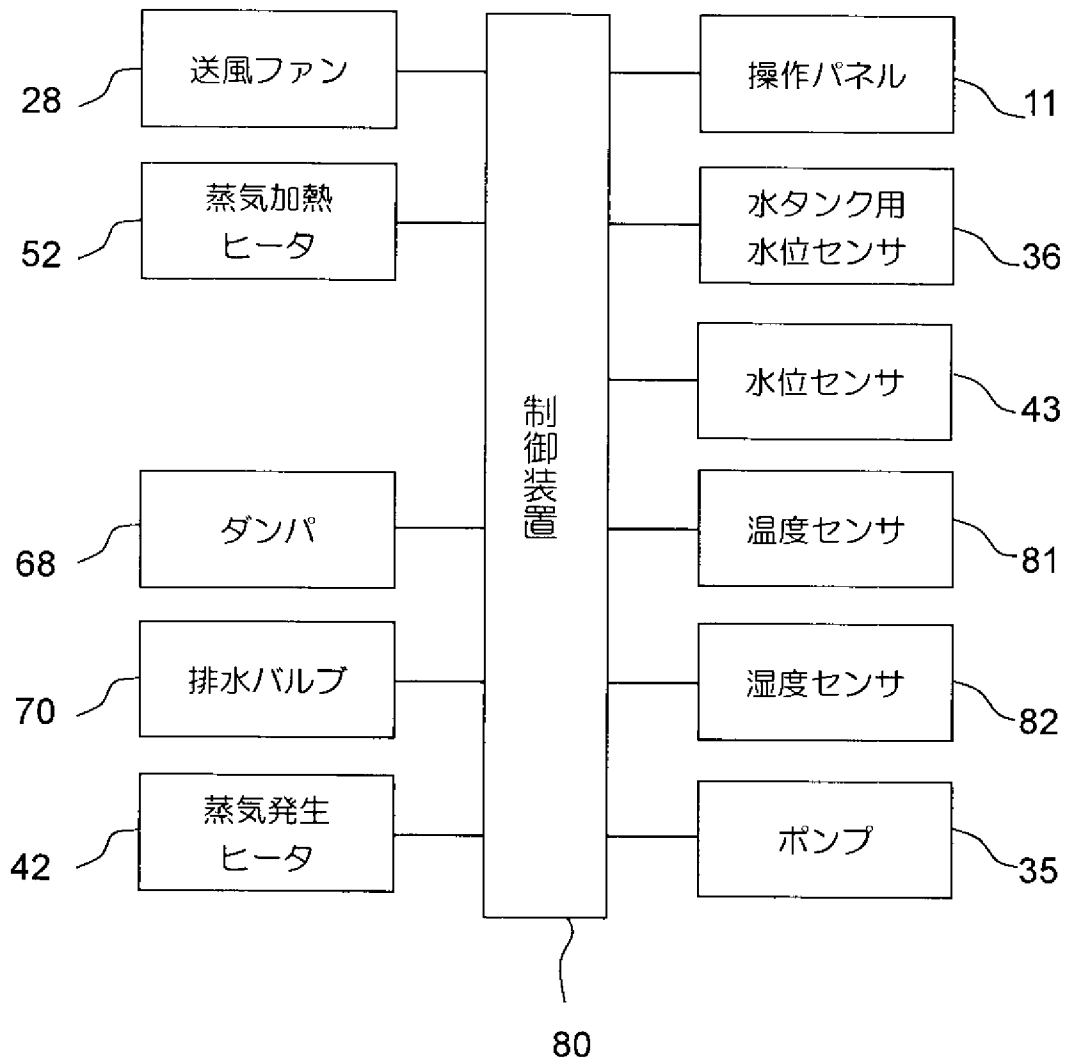 送風ファン
28
蒸気加熱
ヒータ
52
ダンパ
68
排水バルブ
70
蒸気発生
ヒータ
42
制御装置
80
操作パネル
11
水タンク用
水位センサ
36
水位センサ
43
温度センサ
81
湿度センサ
82
ポンプ
35